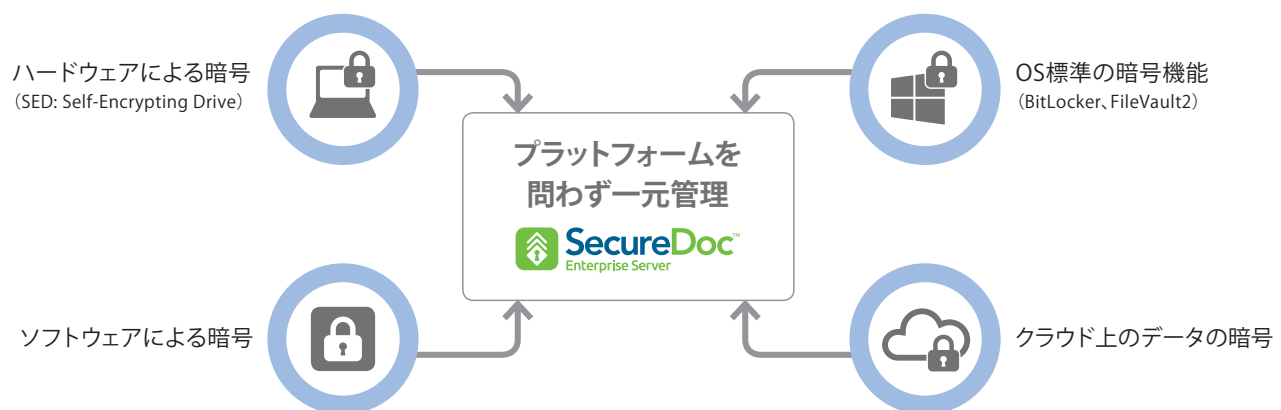 ハードウェアによる暗号
（SED: Self-Encrypting Drive）
OS標準の暗号機能
（BitLocker、FileVault2）
プラットフォームを
問わず一元管理
SecureDoc™
Enterprise Server
ソフトウェアによる暗号
クラウド上のデータの暗号